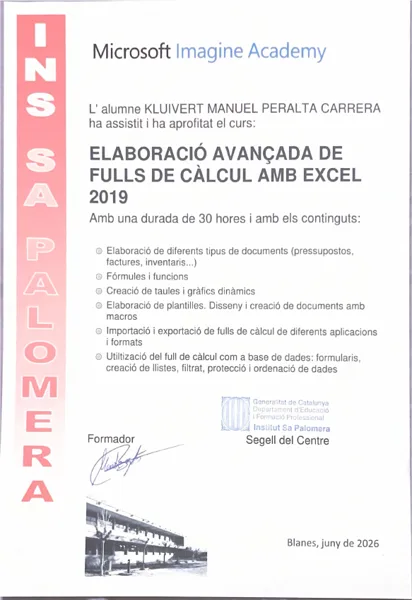 INS SA PALOMERA
Microsoft Imagine Academy
L' alumne KLUIVERT MANUEL PERALTA CARRERA
ha assistit i ha aprofitat el curs:
ELABORACIÓ AVANÇADA DE
FULLS DE CÀLCUL AMB EXCEL
2019
Amb una durada de 30 hores i amb els continguts:
Elaboració de diferents tipus de documents (pressupostos,
factures, inventaris...)
Fórmules i funcions
Creació de taules i gràfics dinàmics
Elaboració de plantilles. Disseny i creació de documents amb
macros
Importació i exportació de fulls de càlcul de diferents aplicacions
i formats
Utiltizació del full de càlcul com a base de dades: formularis,
creació de llistes, filtrat, protecció i ordenació de dades
Generalitat de Catalunya
Departament d'Educació
i Formació Professional
Institut Sa Palomera
Formador
Segell del Centre
Blanes, juny de 2026